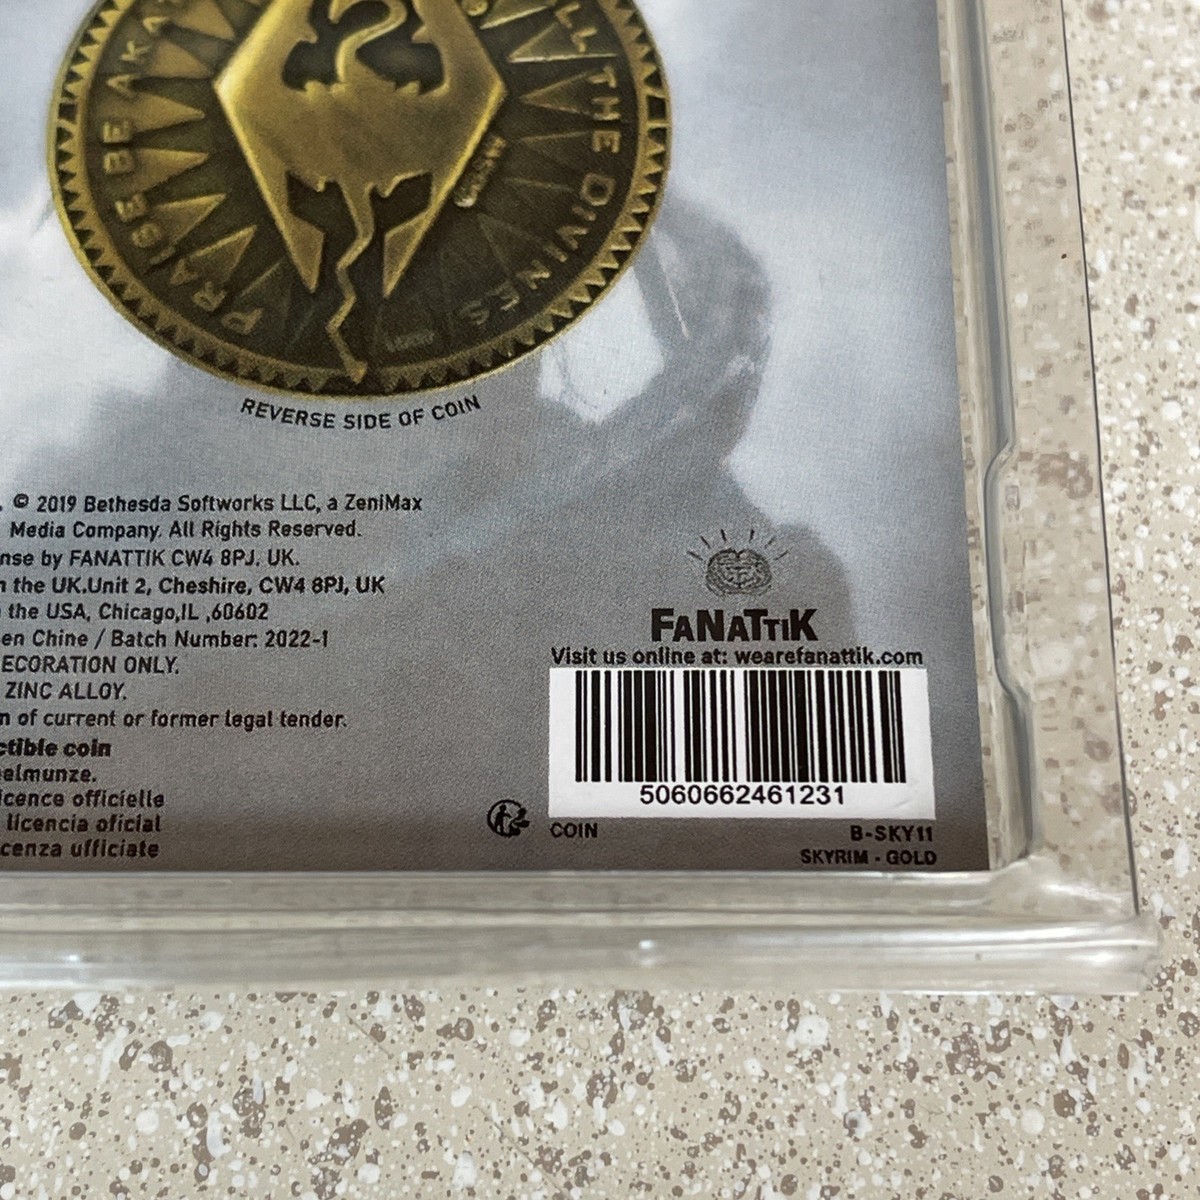 PRAISE BE AKAT
ALL THE DIVINES
REVERSE SIDE OF COIN
. © 2019 Bethesda Softworks LLC, a ZeniMax
Media Company. All Rights Reserved.
nse by FANATTIK CW4 8PJ. UK.
n the UK.Unit 2, Cheshire, CW4 8PJ, UK
the USA, Chicago,IL ,60602
en Chine / Batch Number: 2022-1
ECORATION ONLY.
ZINC ALLOY.
n of current or former legal tender.
ctible coin
elmunze.
icence officielle
licencia oficial
cenza ufficiate
FANATTIK
Visit us online at: wearefanattik.com
5060662461231
COIN
B-SKY11
SKYRIM - GOLD